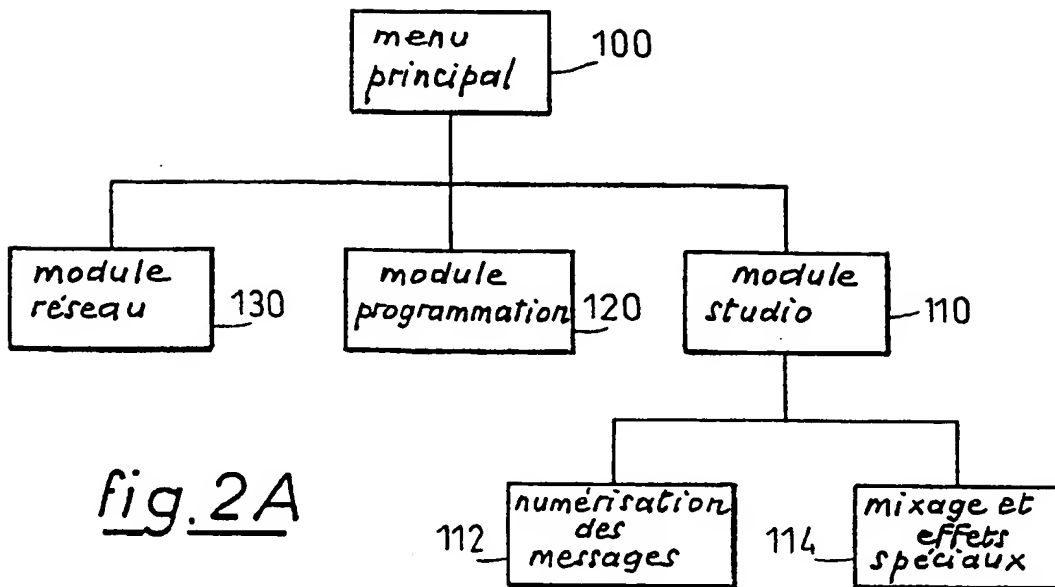 menu
principal
100
module
réseau
130
module
programmation
120
module
studio
110
fig. 2A
numérisation
des
messages
112
mixage et
effets
spéciaux
114